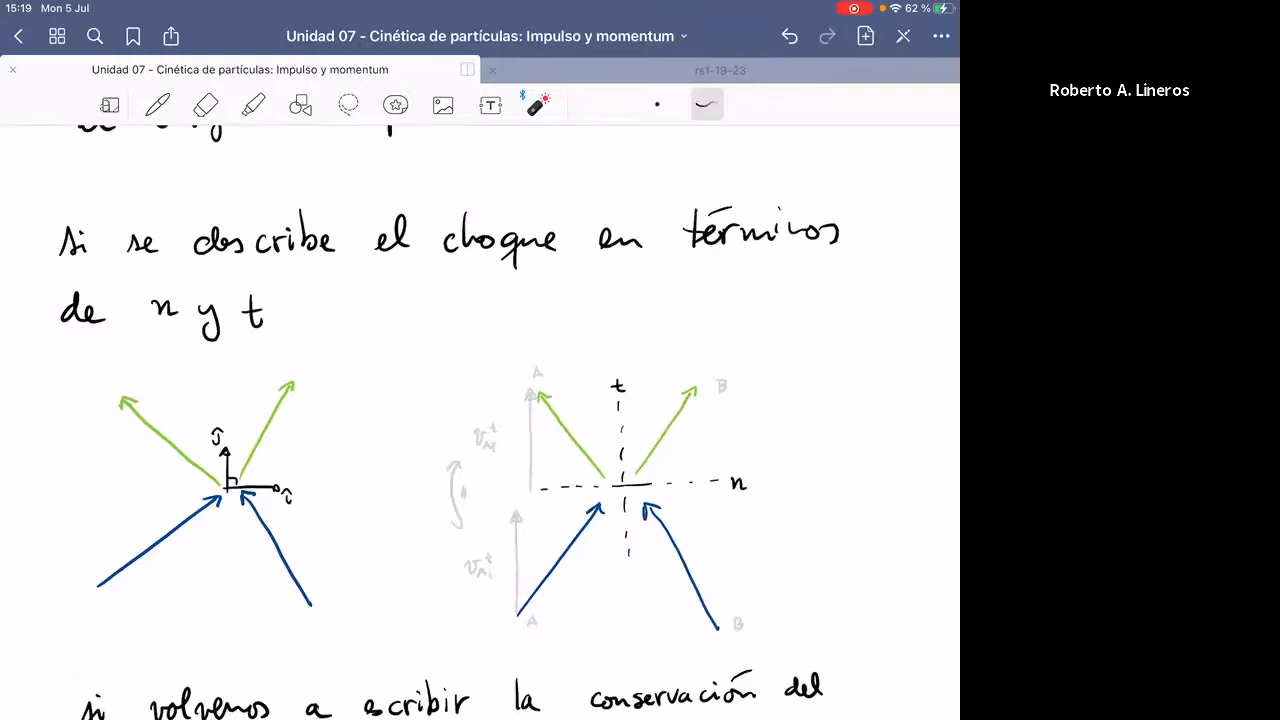 15:19 Mon 5 Jul
62 %
Unidad 07 - Cinética de partículas: Impulso y momentum
Unidad 07 - Cinética de partículas: Impulso y momentum
rs1-19-23
T
Roberto A. Lineros
si se describe el choque en términos
de n y t
A
t
B
ĵ
î
n
A
B
si volvemos a escribir la conservación del